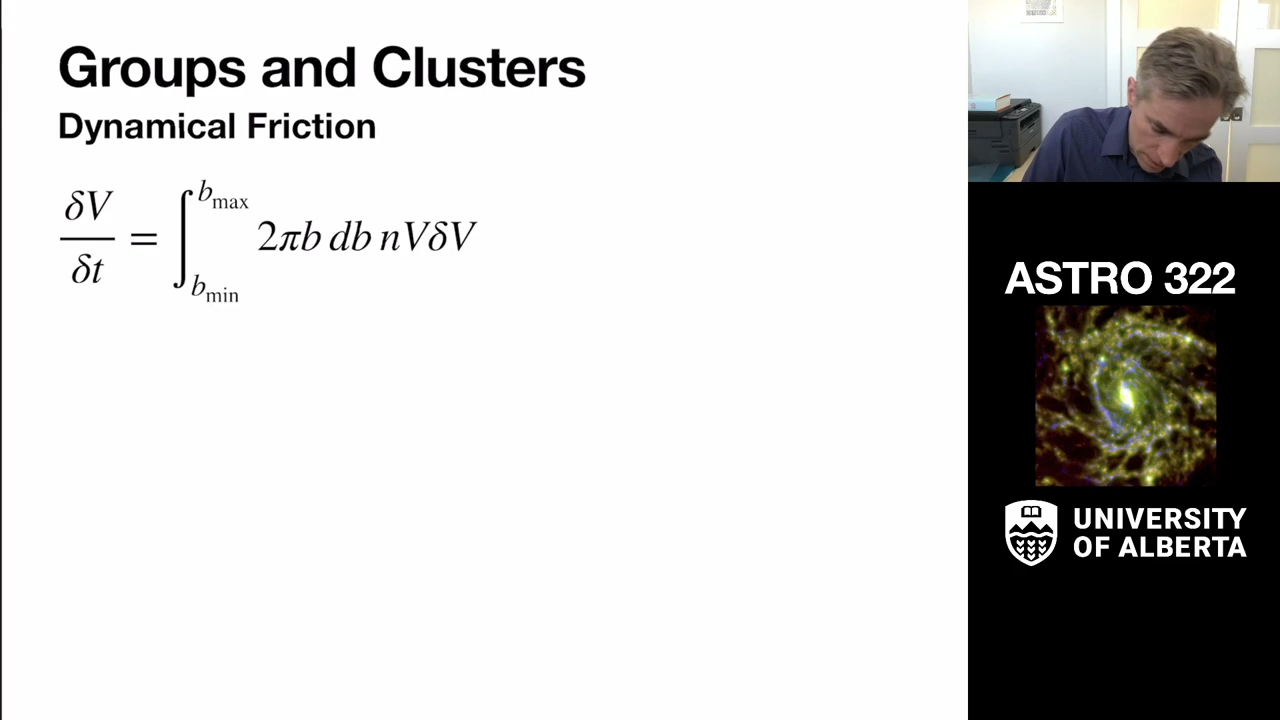 Groups and Clusters
Dynamical Friction
δV/δt = ∫_{b_min}^{b_max} 2πb db nVδV
ASTRO 322
UNIVERSITY
OF ALBERTA